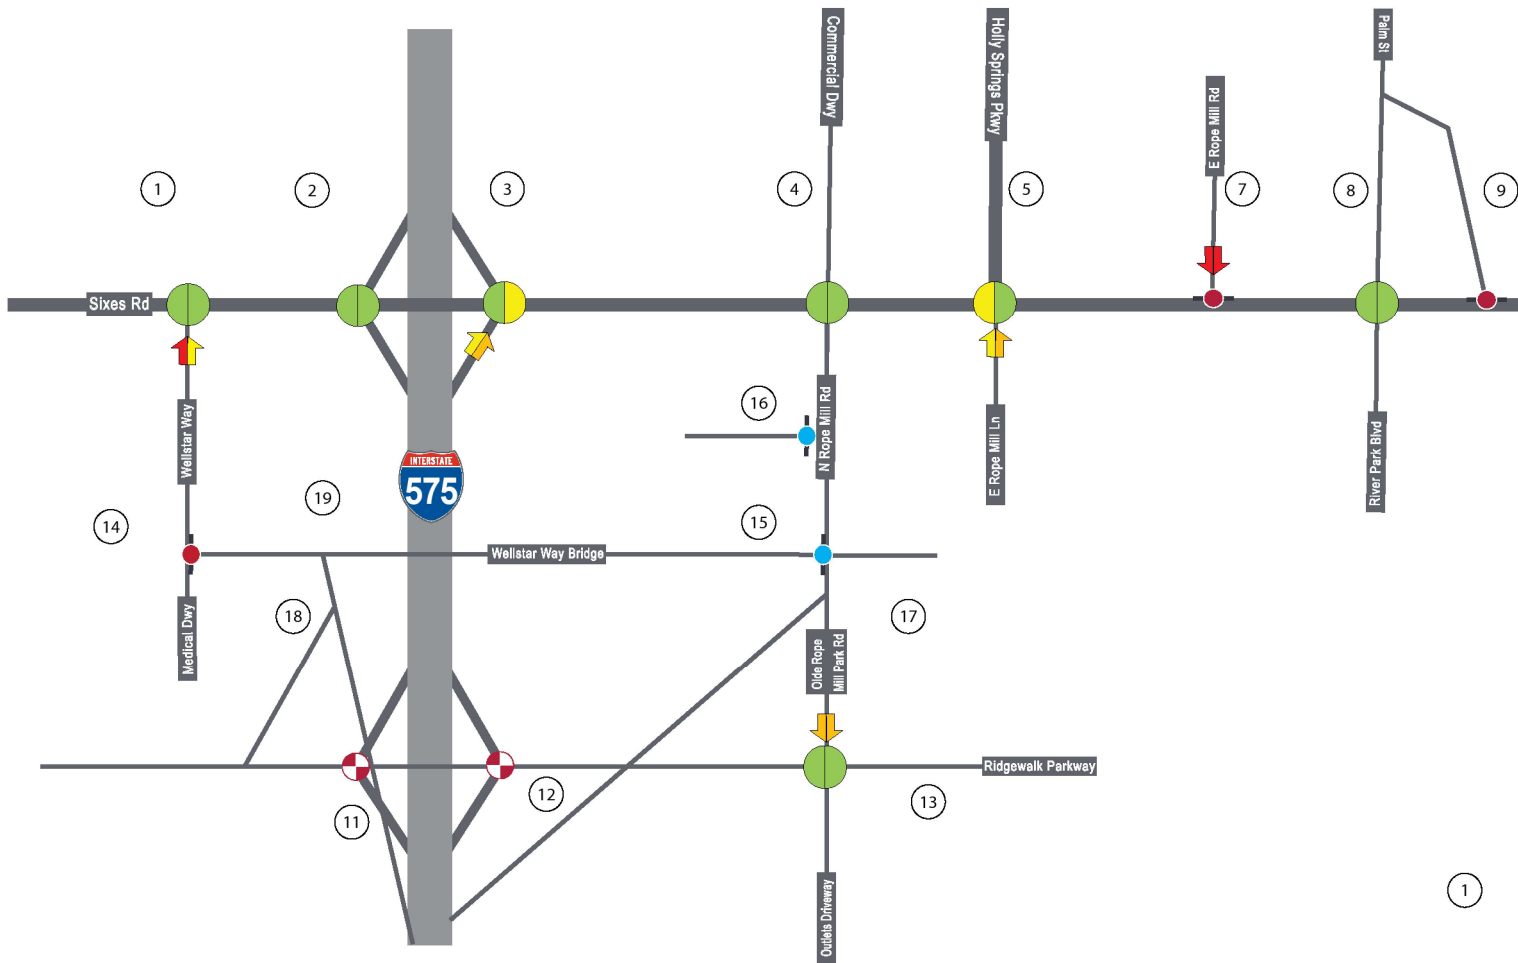 Commercial Dwy
Holly Springs Pkwy
Palm St
E Rope Mill Rd
1
2
3
4
5
7
8
9
Sixes Rd
16
N Rope Mill Rd
Wellstar Way
E Rope Mill Ln
River Park Blvd
INTERSTATE
575
19
14
15
Wellstar Way Bridge
18
17
Medical Dwy
Olde Rope
Mill Park Rd
Ridgewalk Parkway
12
13
11
Outlets Driveway
1